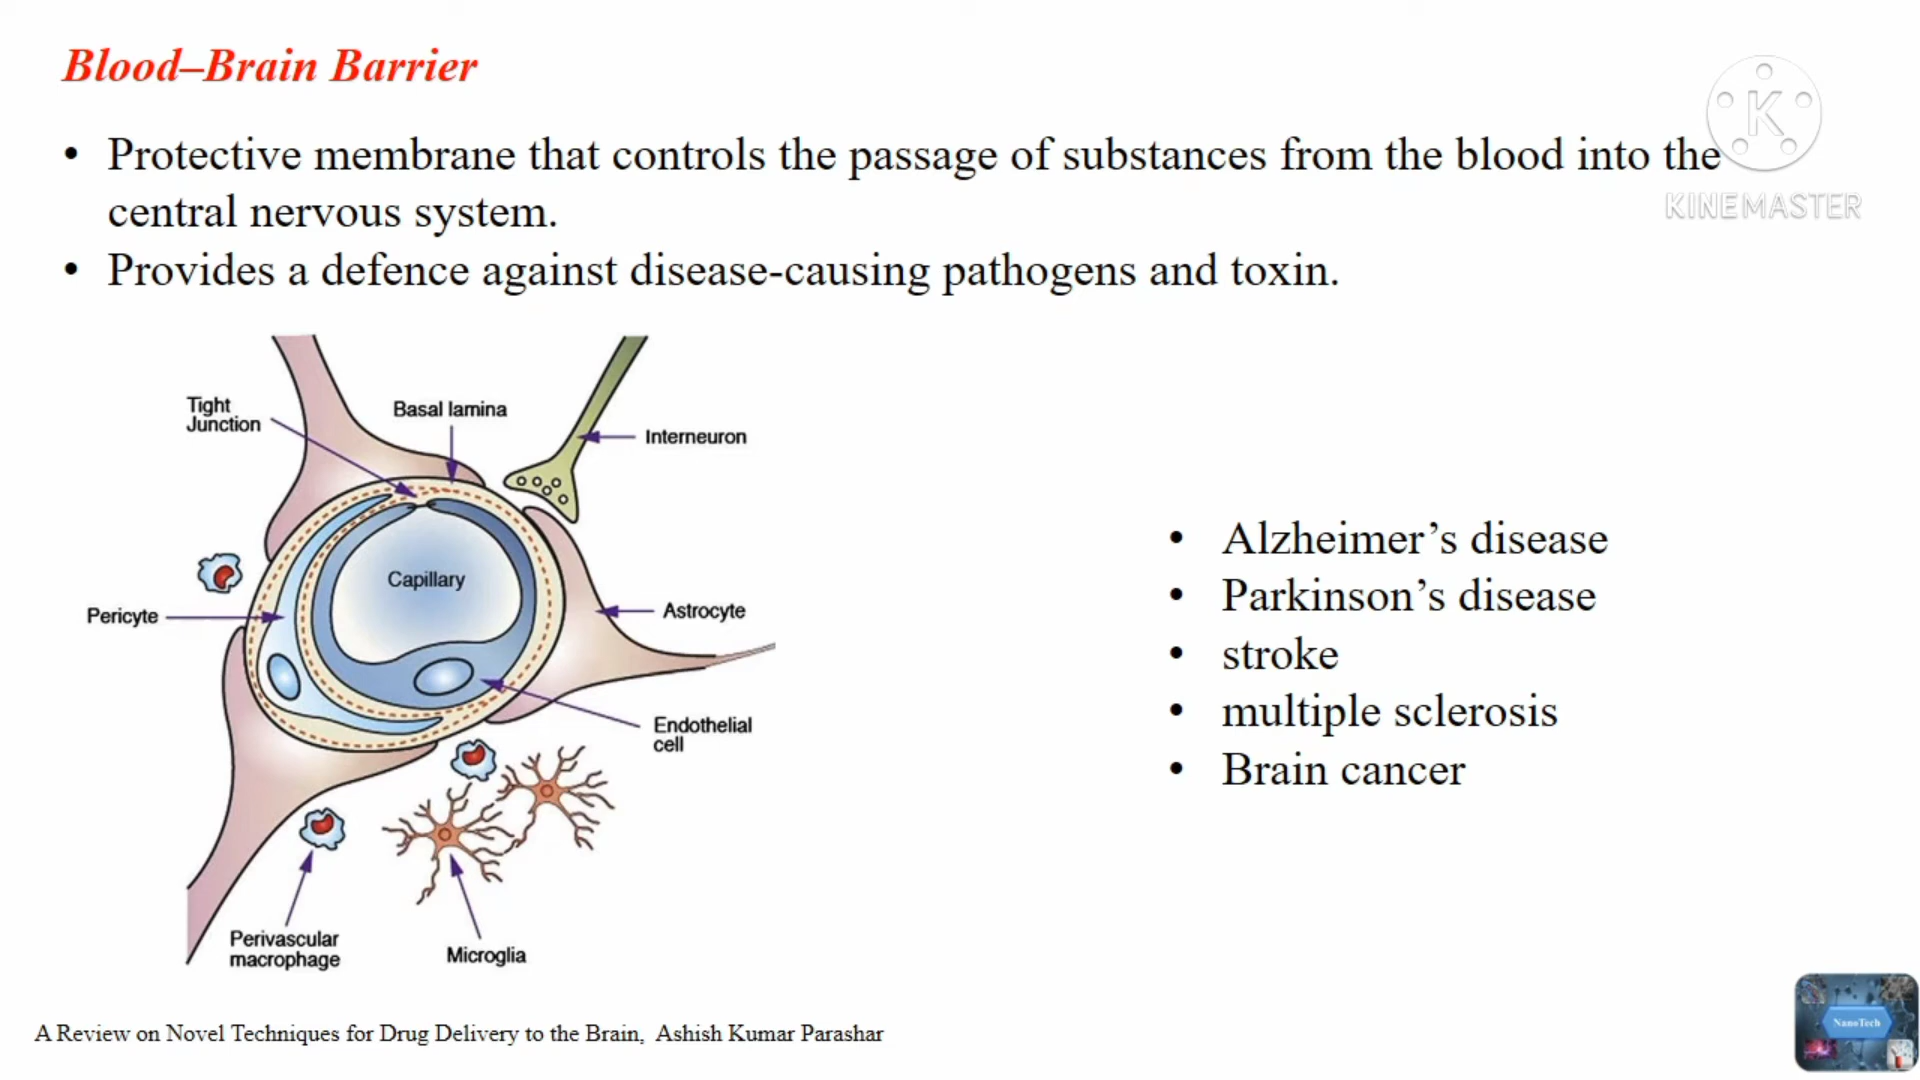 Blood–Brain Barrier
• Protective membrane that controls the passage of substances from the blood into the
central nervous system.
• Provides a defence against disease-causing pathogens and toxin.
K
KINEMASTER
Tight
Junction
Basal lamina
Interneuron
Capillary
Pericyte
Astrocyte
Endothelial
cell
Perivascular
macrophage
Microglia
• Alzheimer’s disease
• Parkinson’s disease
• stroke
• multiple sclerosis
• Brain cancer
A Review on Novel Techniques for Drug Delivery to the Brain, Ashish Kumar Parashar
NanoTech